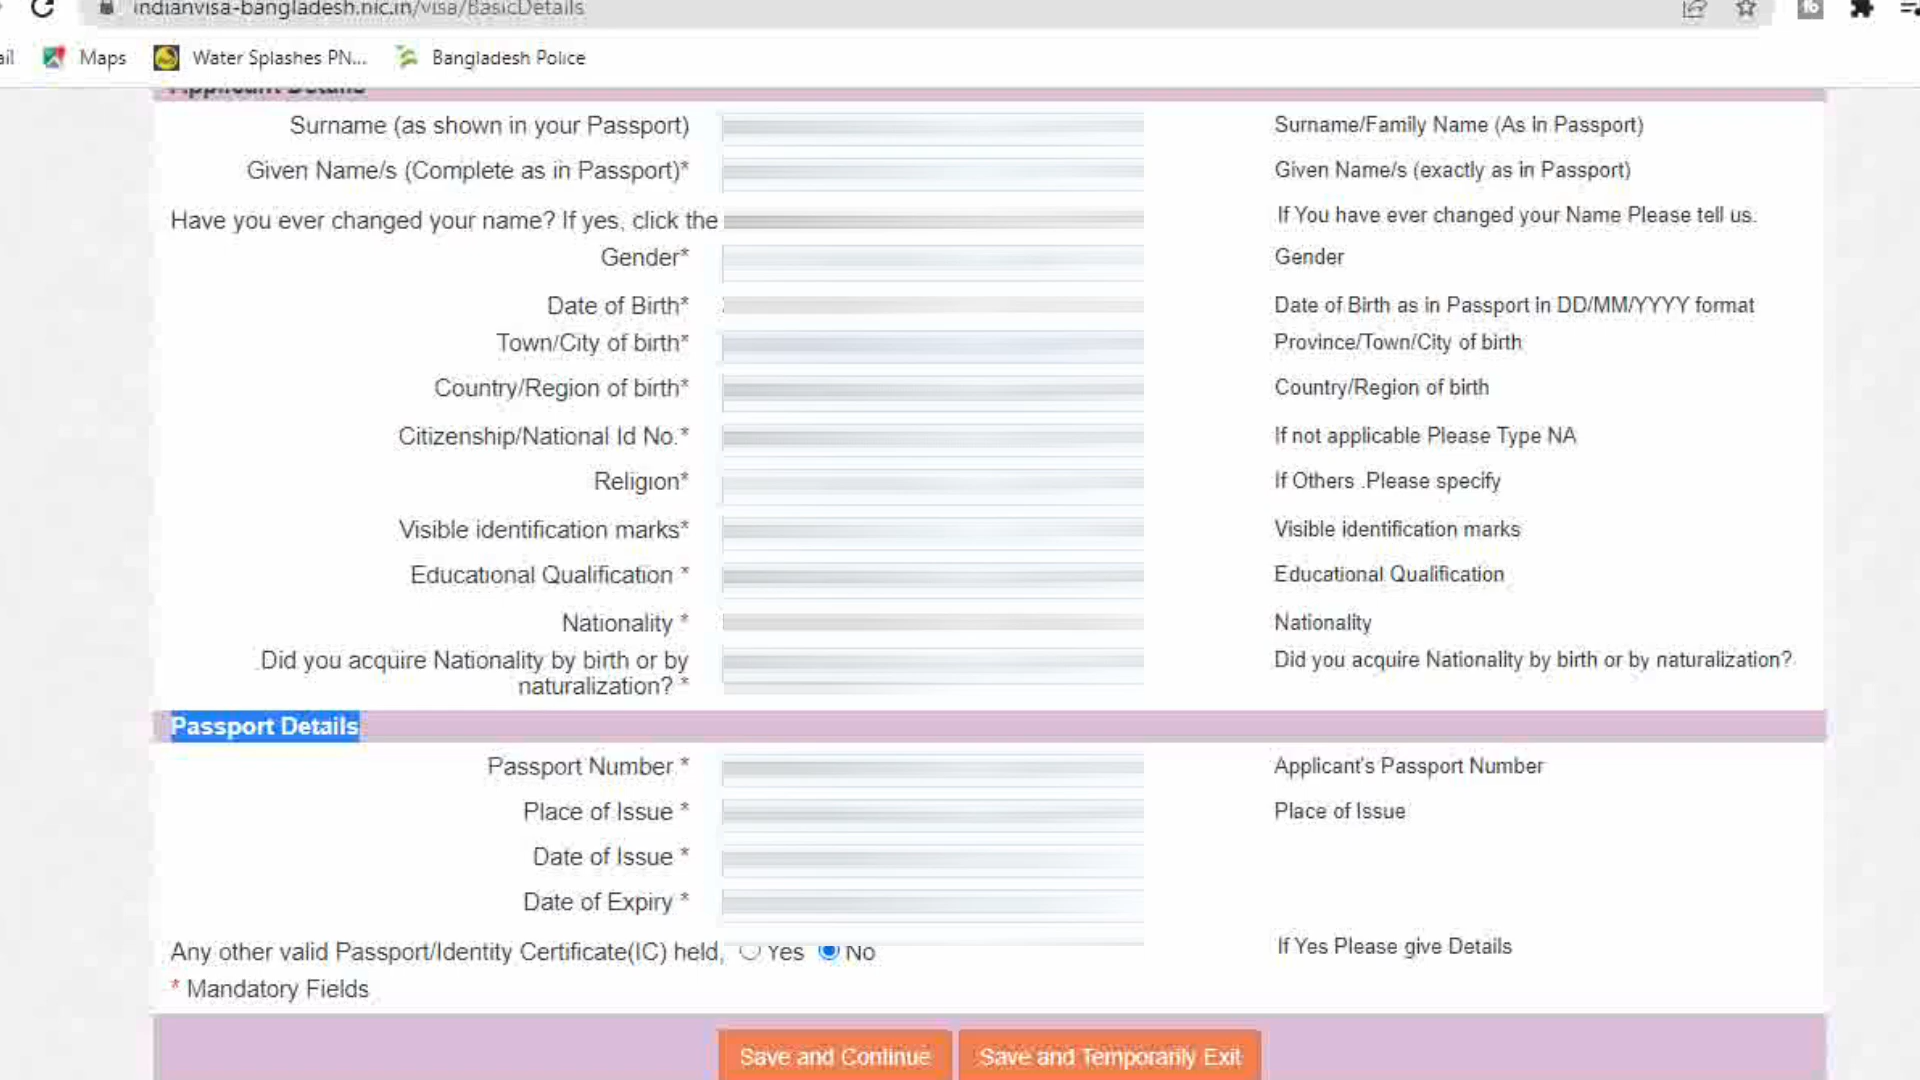 indianvisa-bangladesh.nic.in/visa/BasicDetails
ail Maps Water Splashes PN... Bangladesh Police
Applicant Details
Surname (as shown in your Passport) Surname/Family Name (As in Passport)
Given Name/s (Complete as in Passport)* Given Name/s (exactly as in Passport)
Have you ever changed your name? If yes, click the If You have ever changed your Name Please tell us.
Gender* Gender
Date of Birth* Date of Birth as in Passport in DD/MM/YYYY format
Town/City of birth* Province/Town/City of birth
Country/Region of birth* Country/Region of birth
Citizenship/National Id No.* If not applicable Please Type NA
Religion* If Others .Please specify
Visible identification marks* Visible identification marks
Educational Qualification * Educational Qualification
Nationality * Nationality
Did you acquire Nationality by birth or by Did you acquire Nationality by birth or by naturalization?
naturalization? *
Passport Details
Passport Number * Applicant's Passport Number
Place of Issue * Place of Issue
Date of Issue *
Date of Expiry *
Any other valid Passport/Identity Certificate(IC) held, Yes No If Yes Please give Details
* Mandatory Fields
Save and Continue Save and Temporarily Exit